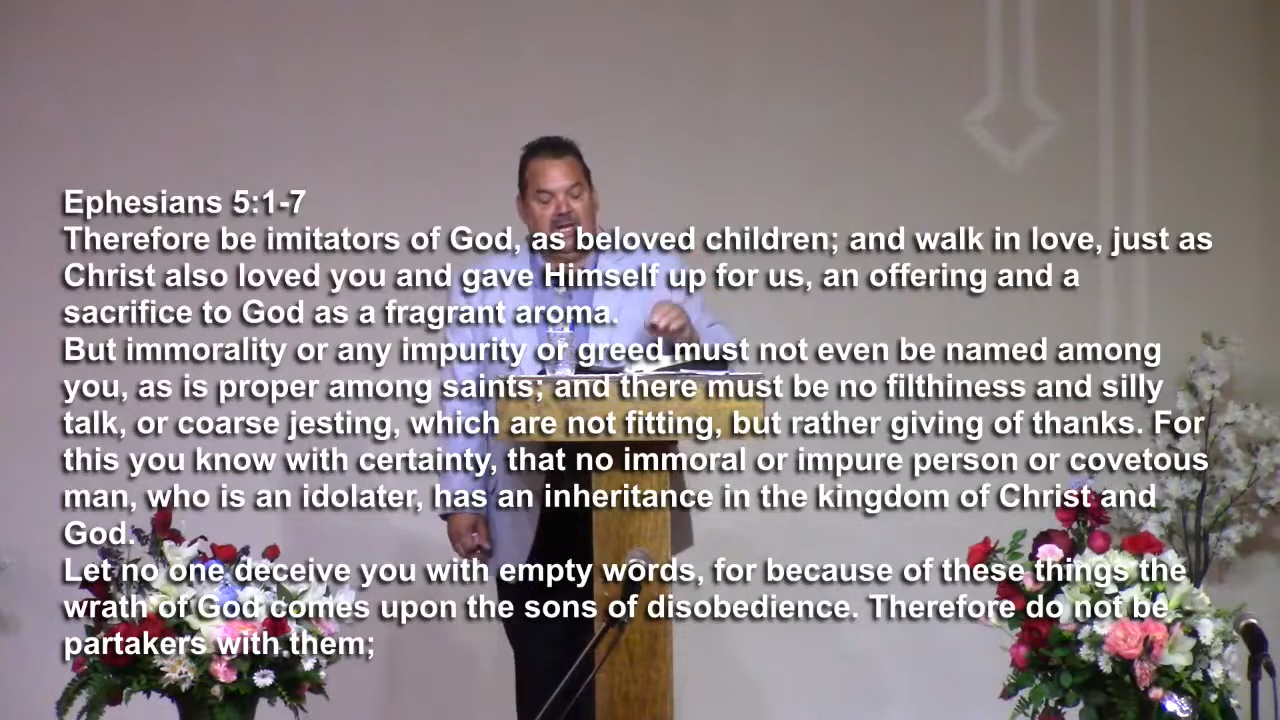 Ephesians 5:1-7
Therefore be imitators of God, as beloved children; and walk in love, just as
Christ also loved you and gave Himself up for us, an offering and a
sacrifice to God as a fragrant aroma.
But immorality or any impurity or greed must not even be named among
you, as is proper among saints; and there must be no filthiness and silly
talk, or coarse jesting, which are not fitting, but rather giving of thanks. For
this you know with certainty, that no immoral or impure person or covetous
man, who is an idolater, has an inheritance in the kingdom of Christ and
God.
Let no one deceive you with empty words, for because of these things the
wrath of God comes upon the sons of disobedience. Therefore do not be
partakers with them;